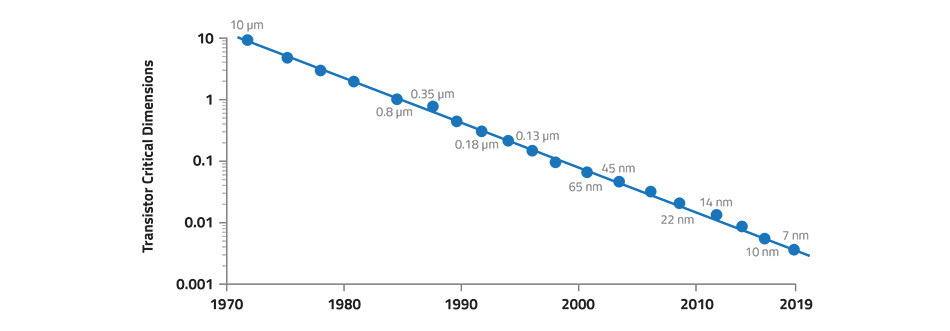 Transistor Critical Dimensions
10
1
0.1
0.01
0.001
1970
1980
1990
2000
2010
2019
10 µm
0.8 µm
0.35 µm
0.18 µm
0.13 µm
65 nm
45 nm
22 nm
14 nm
10 nm
7 nm